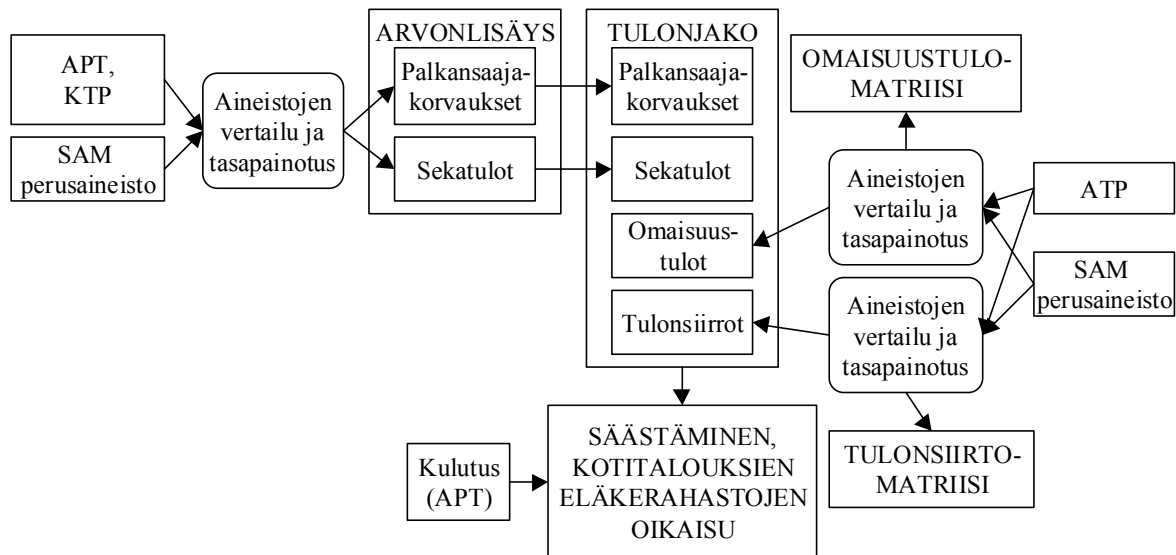 APT,
KTP
SAM
perusaineisto
Aineistojen
vertailu ja
tasapainotus
ARVONLISÄYS
Palkansaaja-
korvaukset
Sekatulot
TULONJAKO
Palkansaaja-
korvaukset
Sekatulot
Omaisuus-
tulot
Tulonsiirrot
OMAISUUSTULO-
MATRIISI
Aineistojen
vertailu ja
tasapainotus
Aineistojen
vertailu ja
tasapainotus
ATP
SAM
perusaineisto
TULONSIIRTO-
MATRIISI
Kulutus
(APT)
SÄÄSTÄMINEN,
KOTITALOUKSIEN
ELÄKERAHASTOJEN
OIKAISU